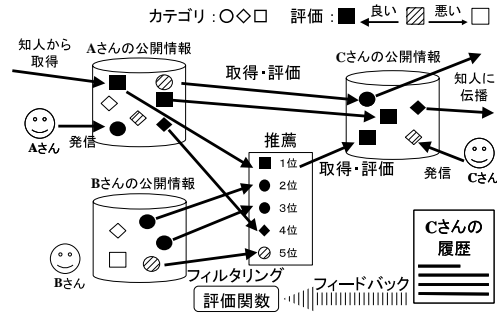 カテゴリ：○◇□　評価：■ 良い ▨ 悪い □
知人から
取得
Aさんの公開情報
Cさんの公開情報
取得・評価
知人に
伝播
Aさん
発信
推薦
1位
2位
3位
4位
5位
取得・評価
発信
Cさん
Bさんの公開情報
Bさん
フィルタリング
評価関数
フィードバック
Cさんの
履歴